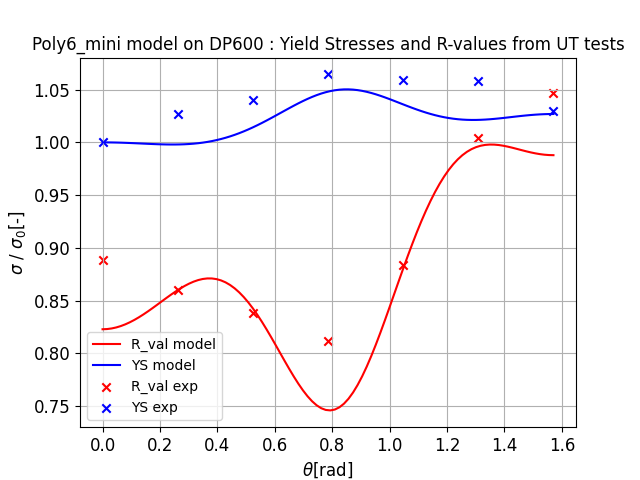 Poly6_mini model on DP600 : Yield Stresses and R-values from UT tests
1.05
1.00
0.95
0.90
0.85
0.80
0.75
σ / σ₀[-]
R_val model
YS model
R_val exp
YS exp
0.0 0.2 0.4 0.6 0.8 1.0 1.2 1.4 1.6
θ[rad]